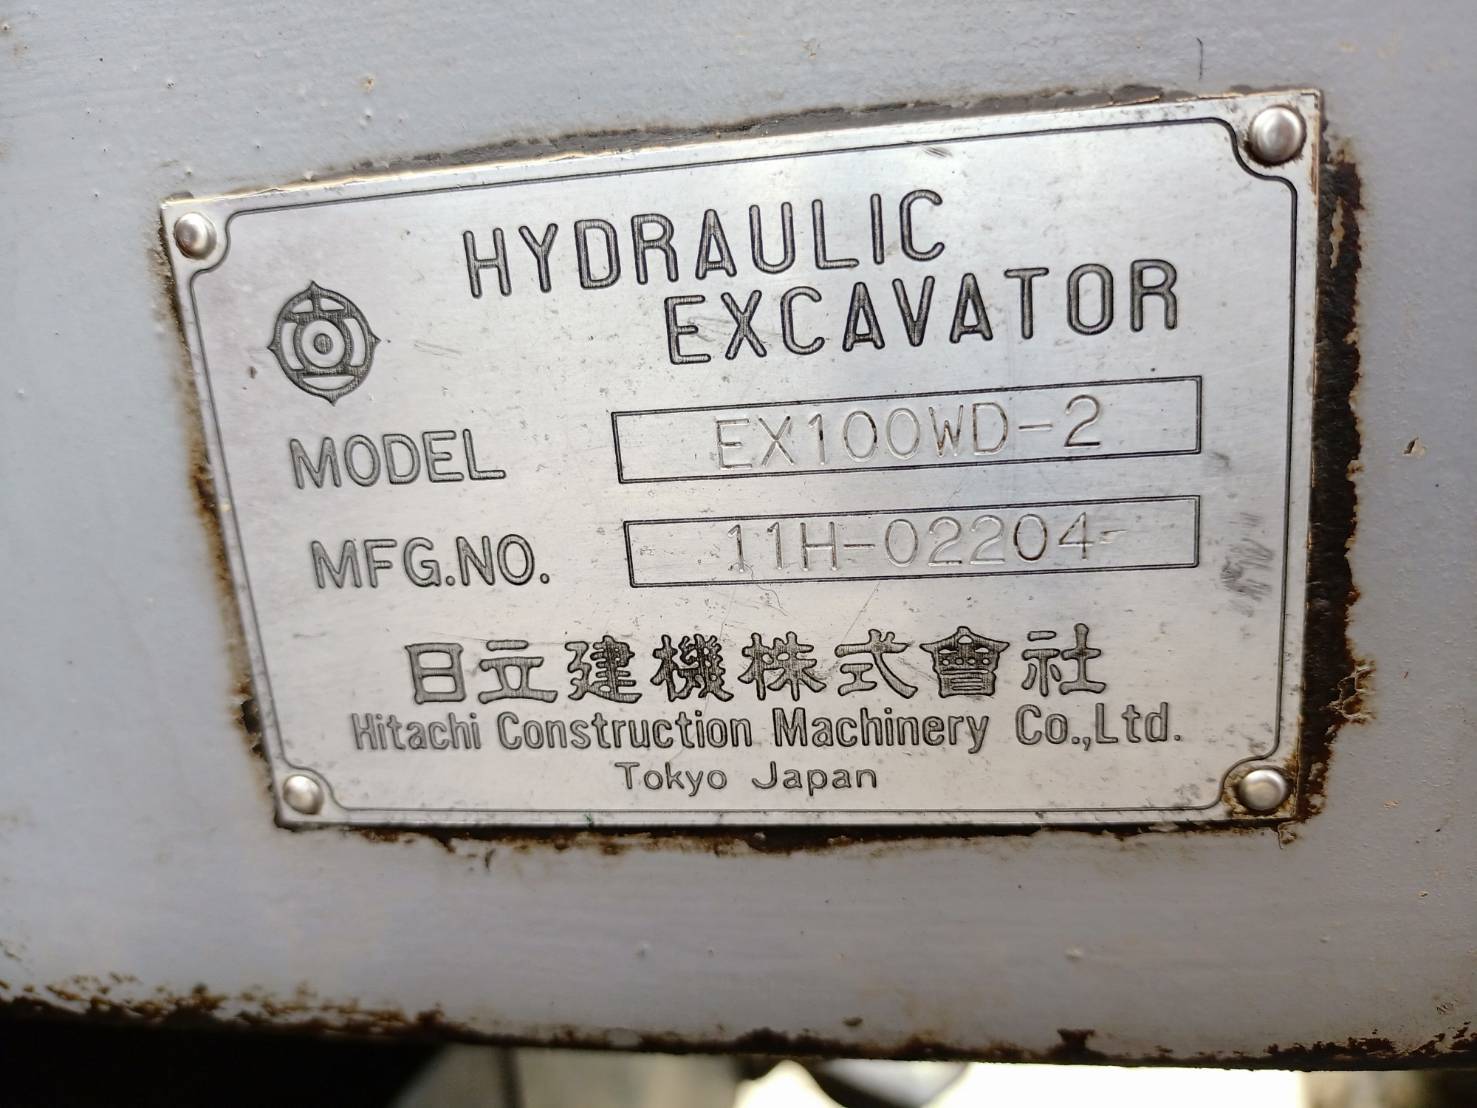 HYDRAULIC
EXCAVATOR
MODEL EX100WD-2
MFG.NO. 11H-02204-
日立建機株式會社
Hitachi Construction Machinery Co.,Ltd.
Tokyo Japan